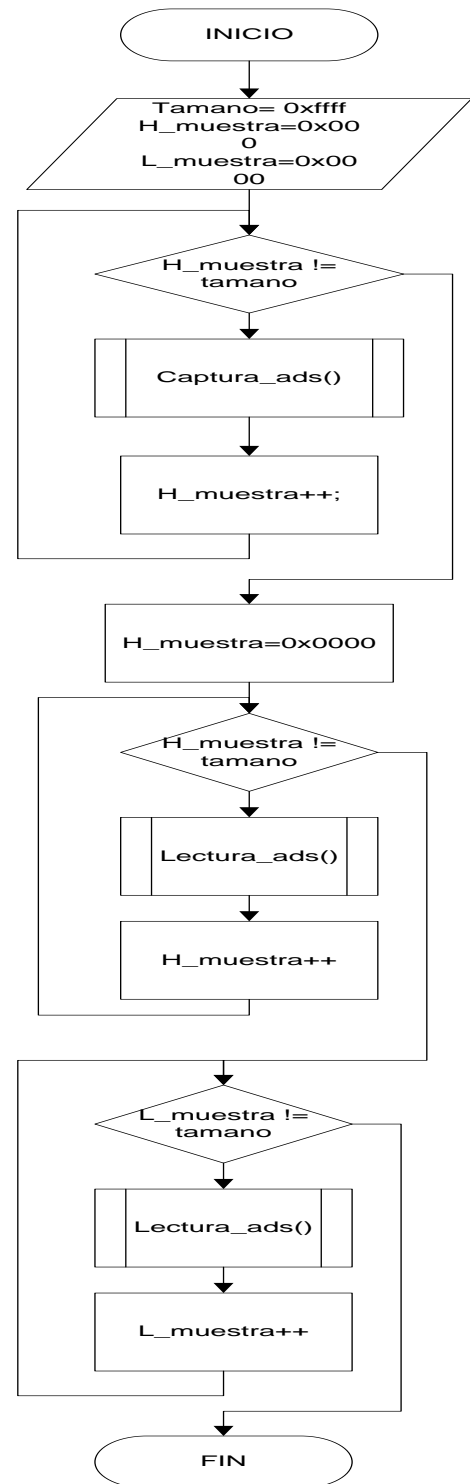 INICIO
Tamano= 0xffff
H_muestra=0x00
0
L_muestra=0x00
00
H_muestra !=
tamano
Captura_ads()
H_muestra++;
H_muestra=0x0000
H_muestra !=
tamano
Lectura_ads()
H_muestra++
L_muestra !=
tamano
Lectura_ads()
L_muestra++
FIN